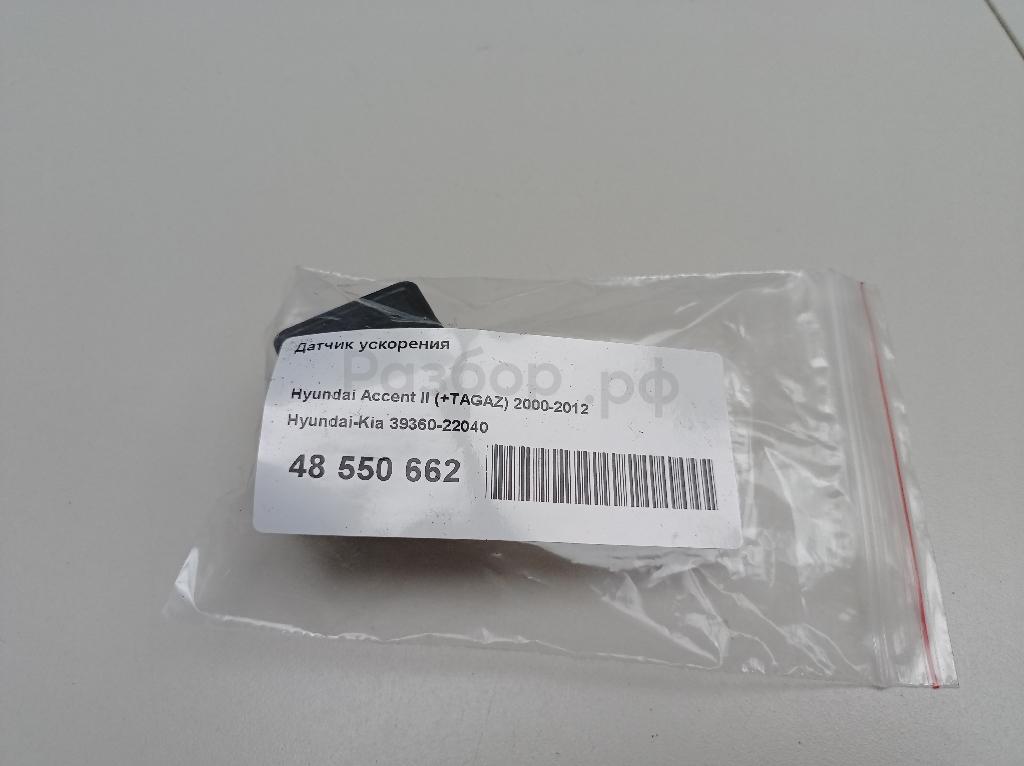 Датчик ускорения
Разбор.рф
Hyundai Accent II (+TAGAZ) 2000-2012
Hyundai-Kia 39360-22040
48 550 662